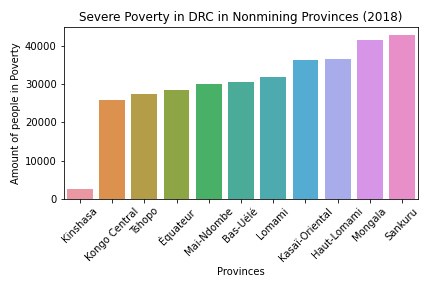 Severe Poverty in DRC in Nonmining Provinces (2018)
Amount of people in Poverty
40000
30000
20000
10000
0
Kinshasa
Kongo Central
Tshopo
Équateur
Mai-Ndombe
Bas-Uélé
Lomami
Kasaï-Oriental
Haut-Lomami
Mongala
Sankuru
Provinces